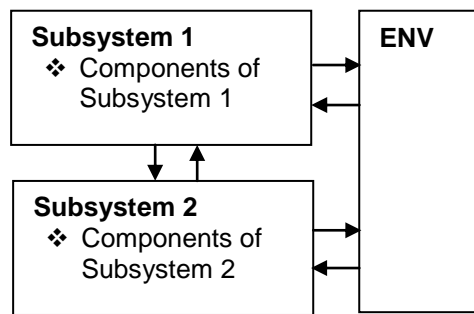 Subsystem 1
❖ Components of
Subsystem 1
ENV
Subsystem 2
❖ Components of
Subsystem 2